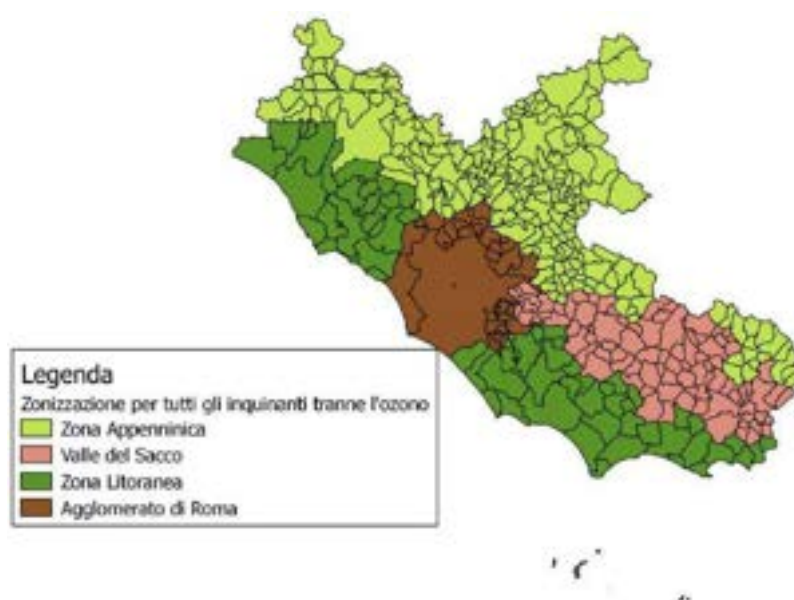 Legenda
Zonizzazione per tutti gli inquinanti tranne l'ozono
Zona Appenninica
Valle del Sacco
Zona Litoranea
Agglomerato di Roma